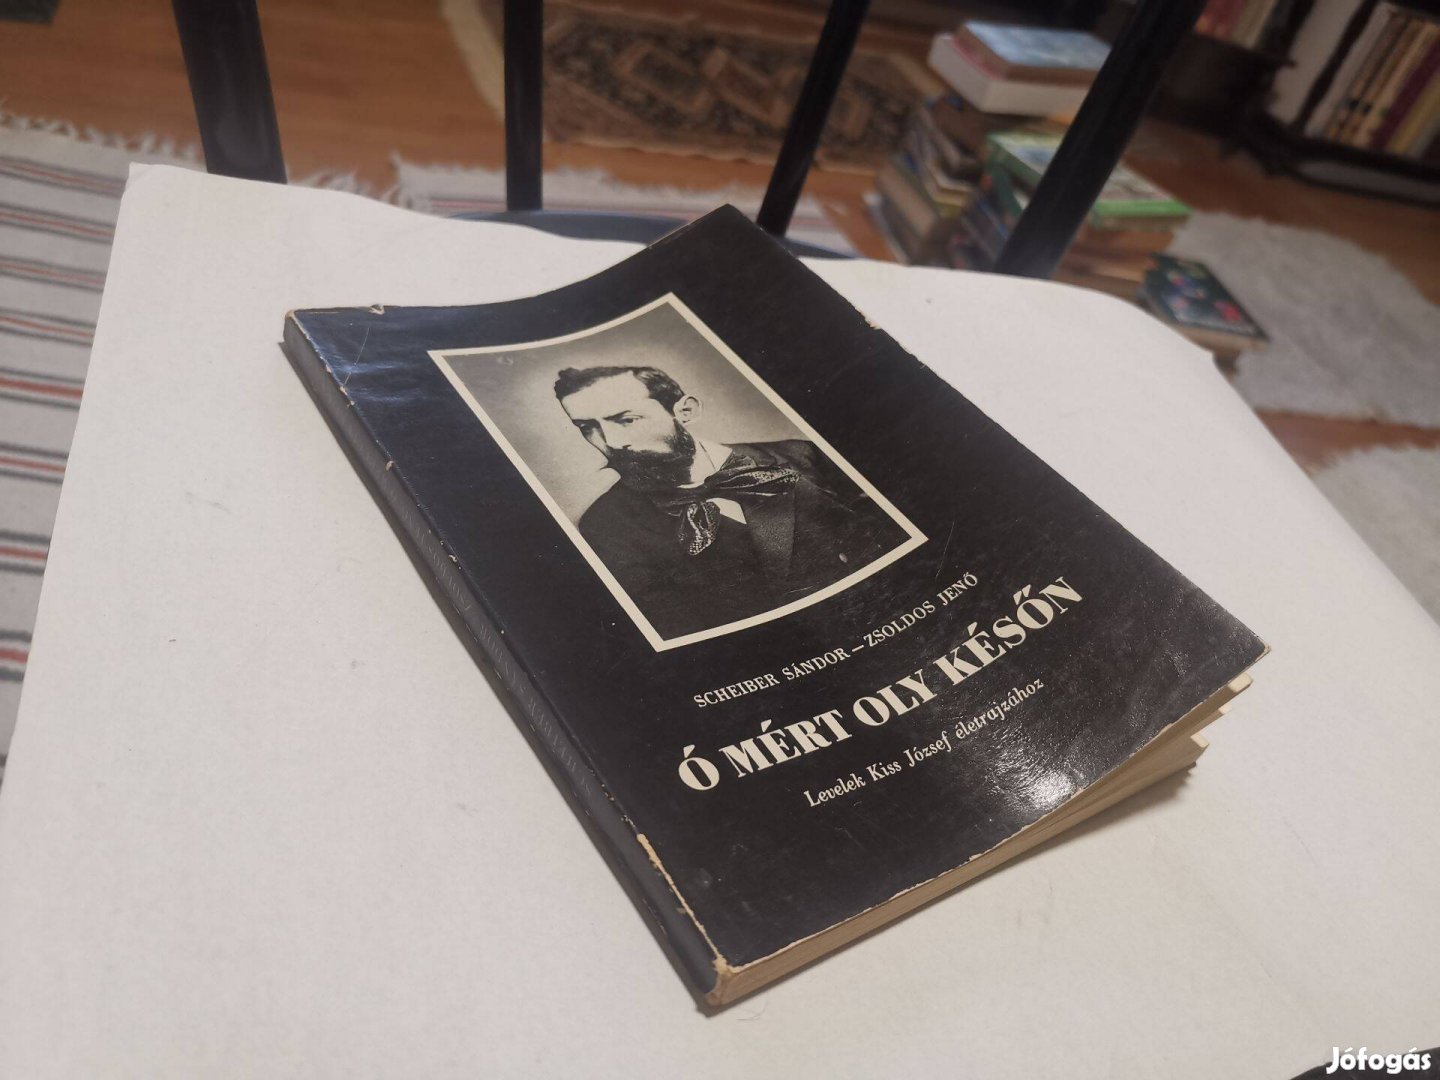 SCHEIBER SÁNDOR — ZSOLDOS JENŐ
Ó MÉRT OLY KÉSŐN
Levelek Kiss József életrajzához
Jófogás